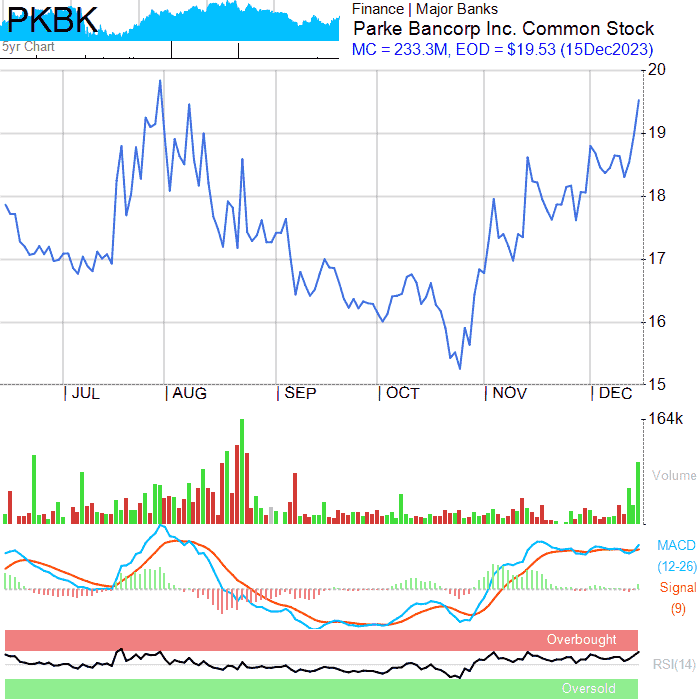 PKBK
5yr Chart
Finance | Major Banks
Parke Bancorp Inc. Common Stock
MC = 233.3M, EOD = $19.53 (15Dec2023)
20
19
18
17
16
15
JUL AUG SEP OCT NOV DEC
164k
Volume
MACD
(12-26)
Signal
(9)
Overbought
RSI(14)
Oversold